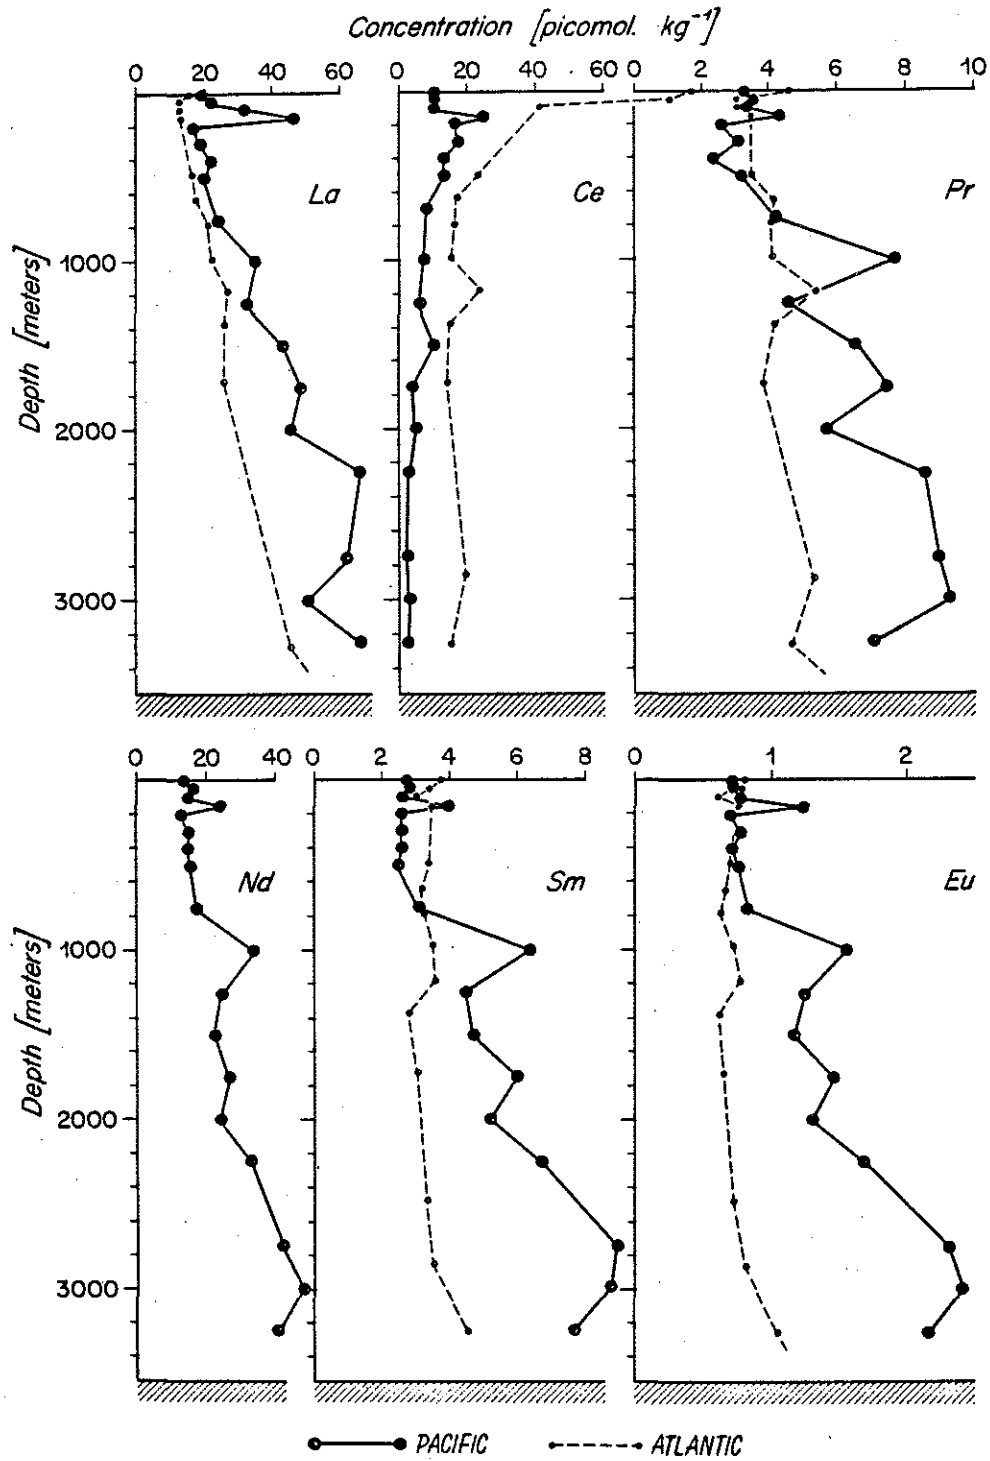 Concentration [picomol. kg⁻¹]
0 20 40 60 0 20 40 60 0 2 4 6 8 10
La Ce Pr
Depth [meters]
1000
2000
3000
0 20 40 0 2 4 6 8 0 1 2
Nd Sm Eu
Depth [meters]
1000
2000
3000
PACIFIC ATLANTIC